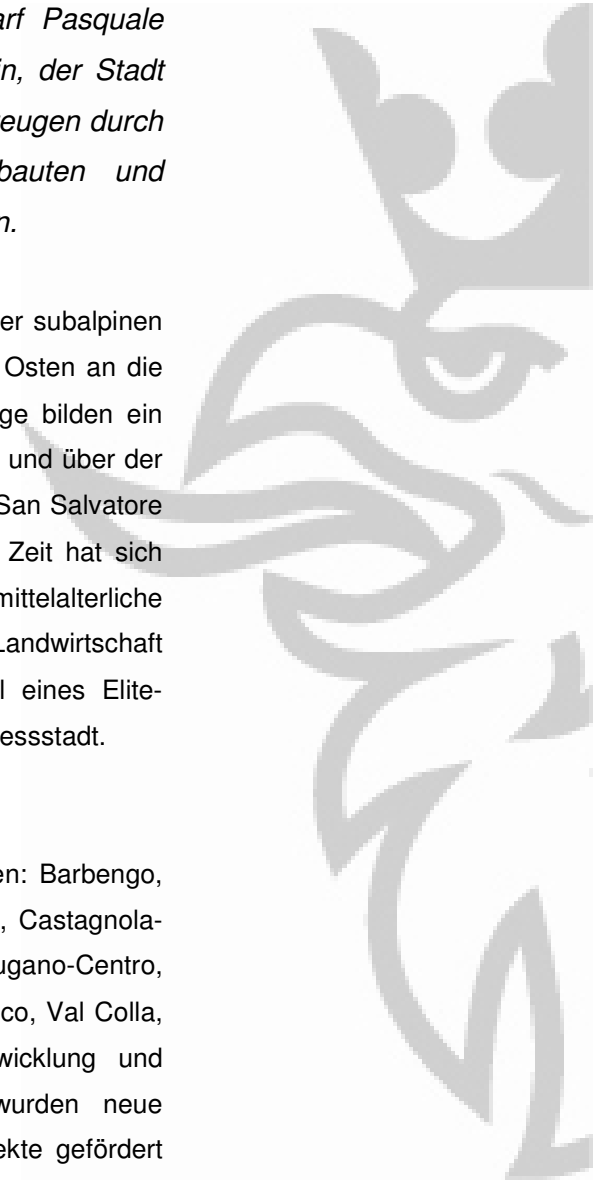 arf Pasquale
in, der Stadt
eugen durch
bauten und
n.
er subalpinen
Osten an die
ge bilden ein
und über der
San Salvatore
Zeit hat sich
mittelalterliche
Landwirtschaft
l eines Elite-
essstadt.
en: Barbengo,
, Castagnola-
ugano-Centro,
co, Val Colla,
wicklung und
wurden neue
ekte gefördert